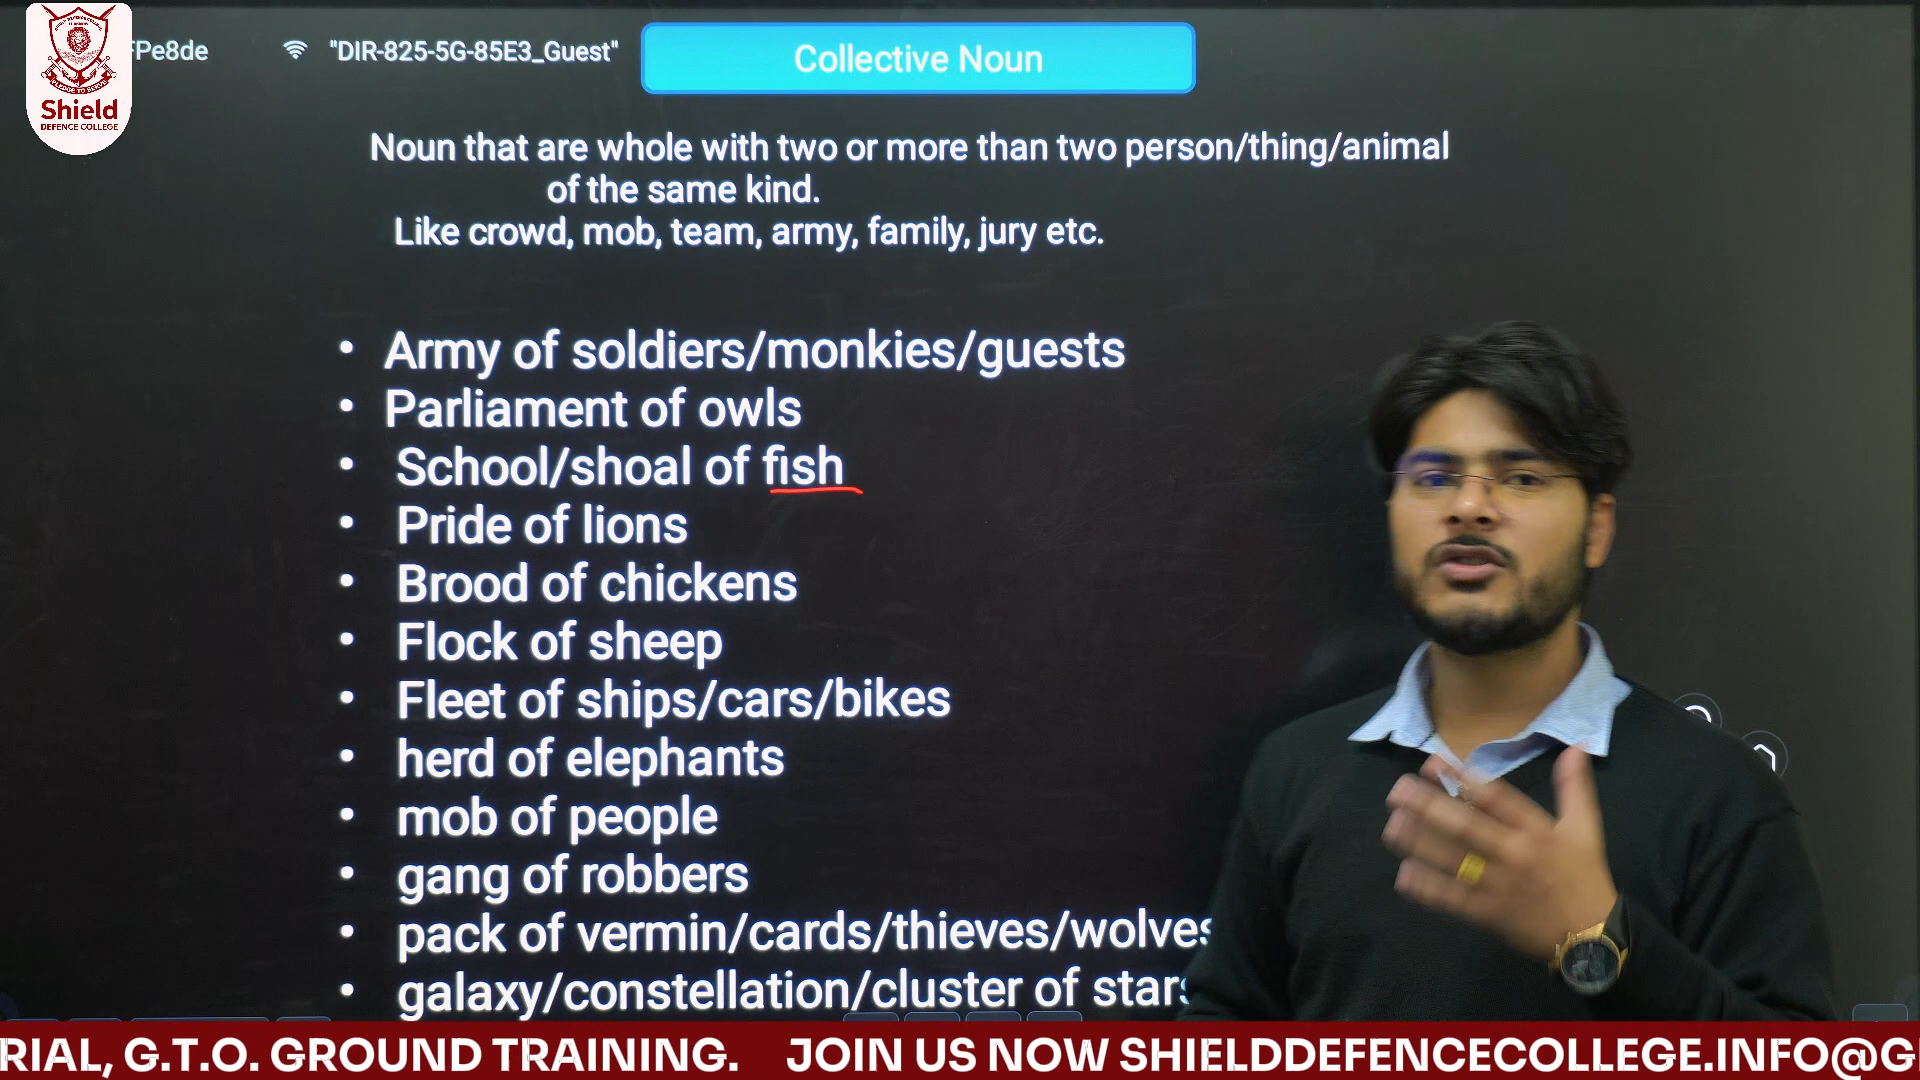 FPe8de
"DIR-825-5G-85E3_Guest"
Collective Noun
Shield
DEFENCE COLLEGE
Noun that are whole with two or more than two person/thing/animal
of the same kind.
Like crowd, mob, team, army, family, jury etc.
• Army of soldiers/monkies/guests
• Parliament of owls
• School/shoal of fish
• Pride of lions
• Brood of chickens
• Flock of sheep
• Fleet of ships/cars/bikes
• herd of elephants
• mob of people
• gang of robbers
• pack of vermin/cards/thieves/wolves
• galaxy/constellation/cluster of stars
RIAL, G.T.O. GROUND TRAINING. JOIN US NOW SHIELDDEFENCECOLLEGE.INFO@G